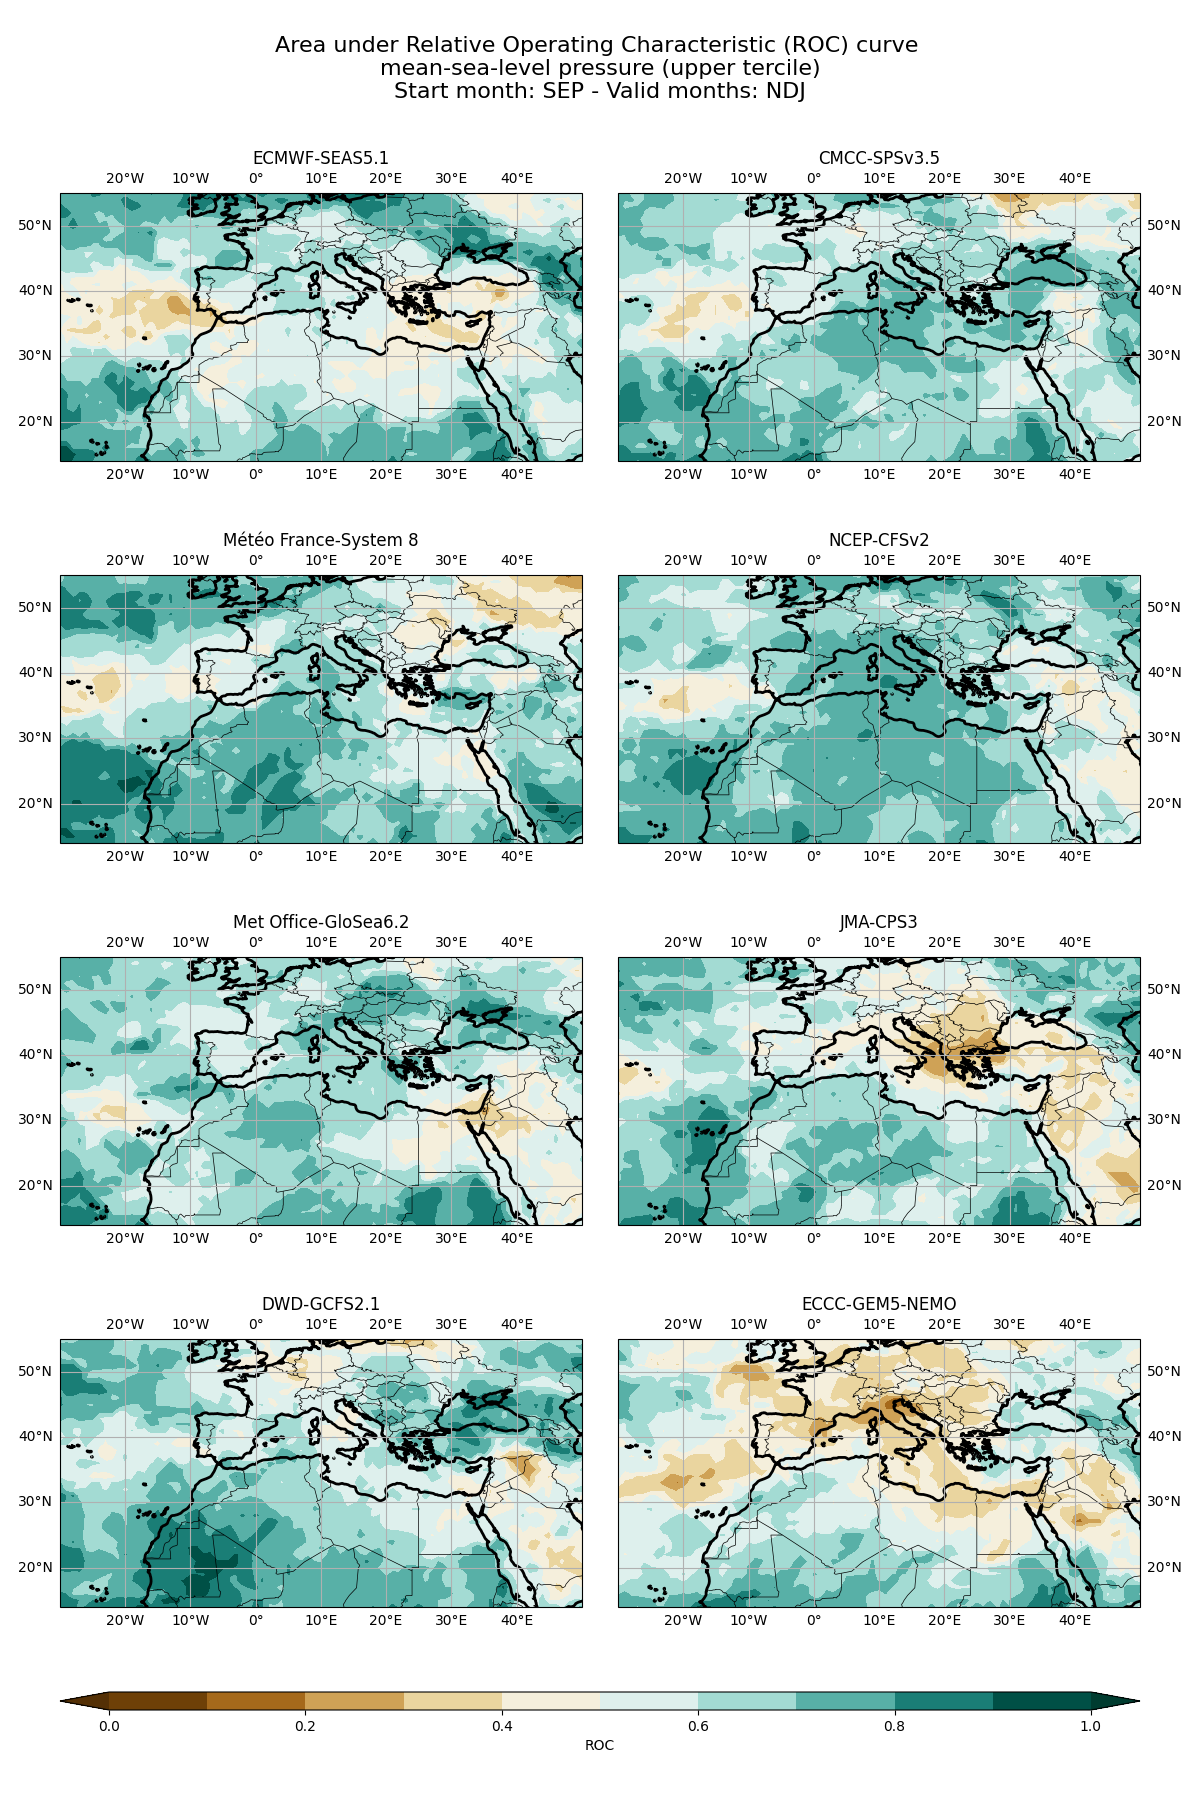 Area under Relative Operating Characteristic (ROC) curve
mean-sea-level pressure (upper tercile)
Start month: SEP - Valid months: NDJ
ECMWF-SEAS5.1
20°W 10°W 0° 10°E 20°E 30°E 40°E
50°N
40°N
30°N
20°N
20°W 10°W 0° 10°E 20°E 30°E 40°E
CMCC-SPSv3.5
20°W 10°W 0° 10°E 20°E 30°E 40°E
50°N
40°N
30°N
20°N
20°W 10°W 0° 10°E 20°E 30°E 40°E
Météo France-System 8
20°W 10°W 0° 10°E 20°E 30°E 40°E
50°N
40°N
30°N
20°N
20°W 10°W 0° 10°E 20°E 30°E 40°E
NCEP-CFSv2
20°W 10°W 0° 10°E 20°E 30°E 40°E
50°N
40°N
30°N
20°N
20°W 10°W 0° 10°E 20°E 30°E 40°E
Met Office-GloSea6.2
20°W 10°W 0° 10°E 20°E 30°E 40°E
50°N
40°N
30°N
20°N
20°W 10°W 0° 10°E 20°E 30°E 40°E
JMA-CPS3
20°W 10°W 0° 10°E 20°E 30°E 40°E
50°N
40°N
30°N
20°N
20°W 10°W 0° 10°E 20°E 30°E 40°E
DWD-GCFS2.1
20°W 10°W 0° 10°E 20°E 30°E 40°E
50°N
40°N
30°N
20°N
20°W 10°W 0° 10°E 20°E 30°E 40°E
ECCC-GEM5-NEMO
20°W 10°W 0° 10°E 20°E 30°E 40°E
50°N
40°N
30°N
20°N
20°W 10°W 0° 10°E 20°E 30°E 40°E
0.0 0.2 0.4 0.6 0.8 1.0
ROC